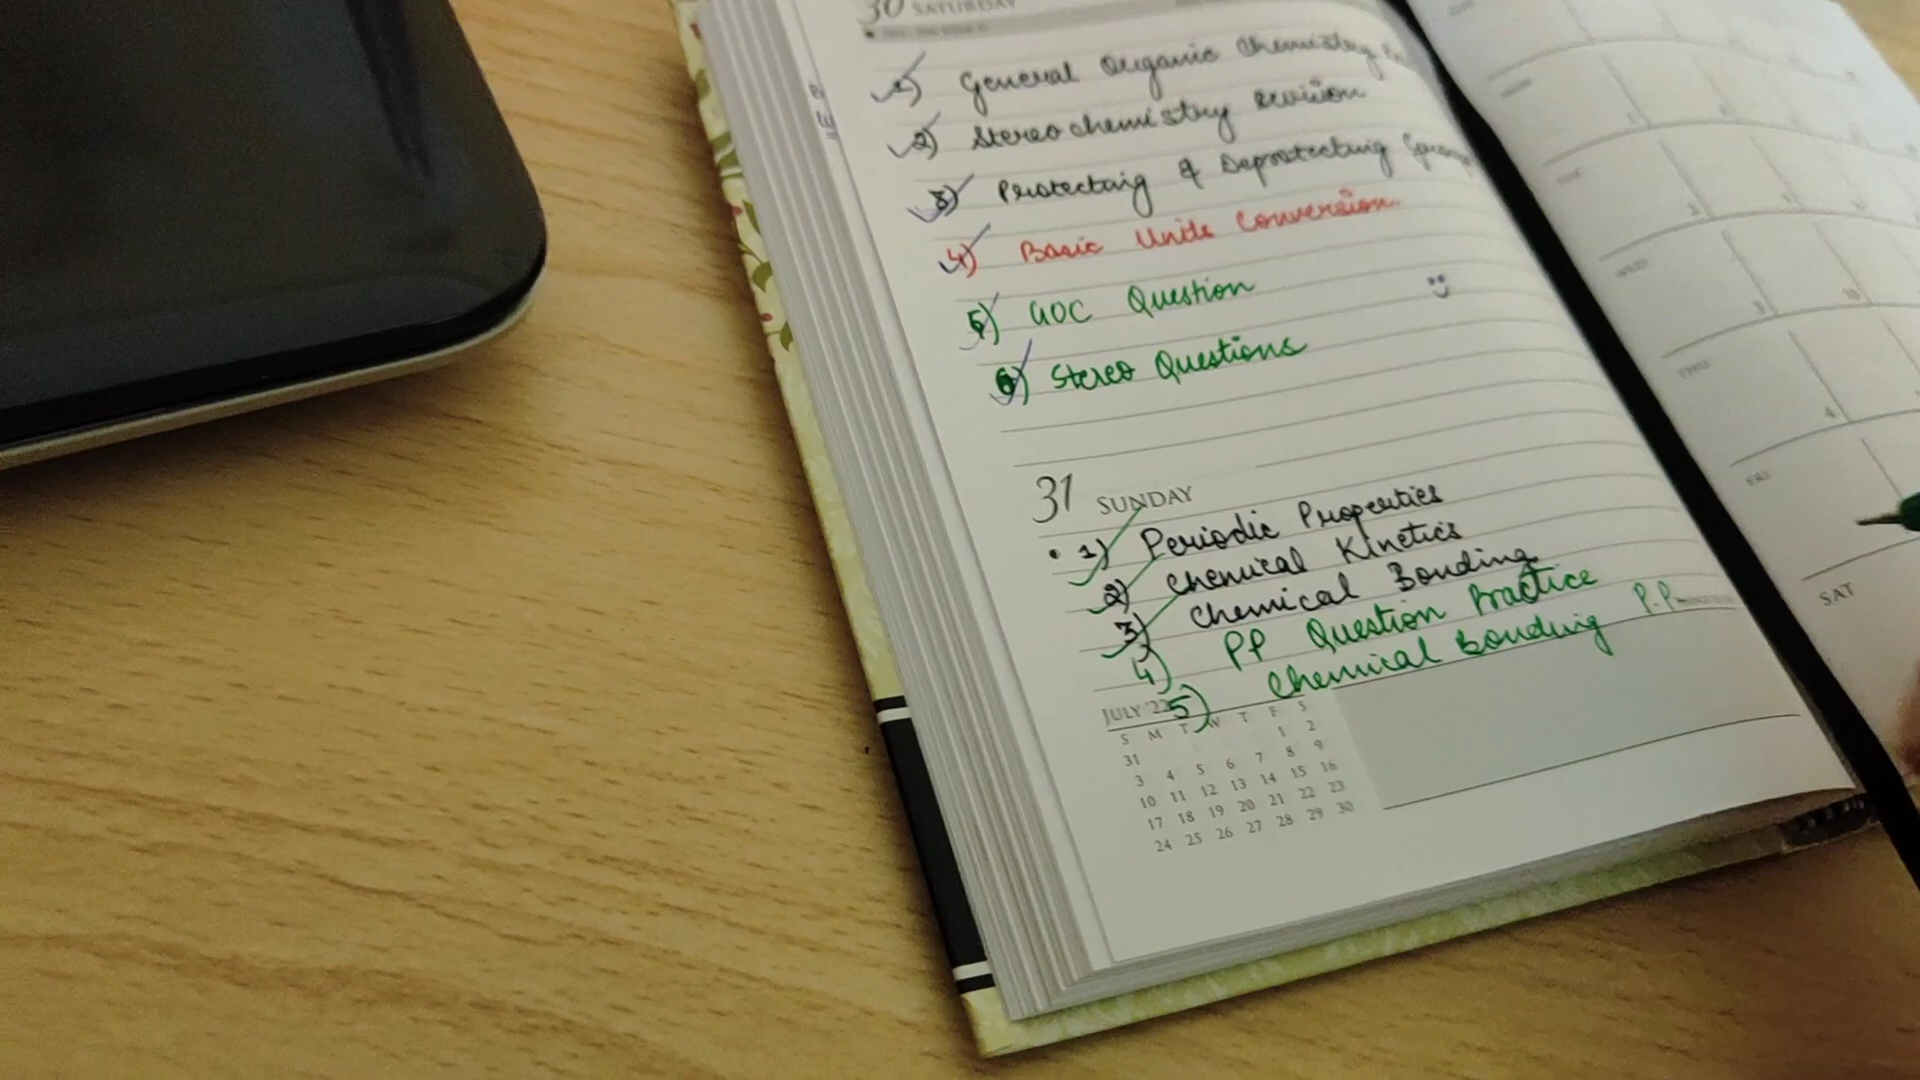 30 SATURDAY
1) General Organic Chemistry
2) Stereochemistry Revision
3) Protecting & Deprotecting
4) Basic Units Conversion.
5) GOC Question
6) Stereo Questions
31 SUNDAY
1) Periodic Properties
2) Chemical Kinetics
3) Chemical Bonding
4) PP Question Practice
5) Chemical Bonding P.P
JULY '22
S M T W T F S
31 1 2
3 4 5 6 7 8 9
10 11 12 13 14 15 16
17 18 19 20 21 22 23
24 25 26 27 28 29 30
WED
THU
FRI
SAT